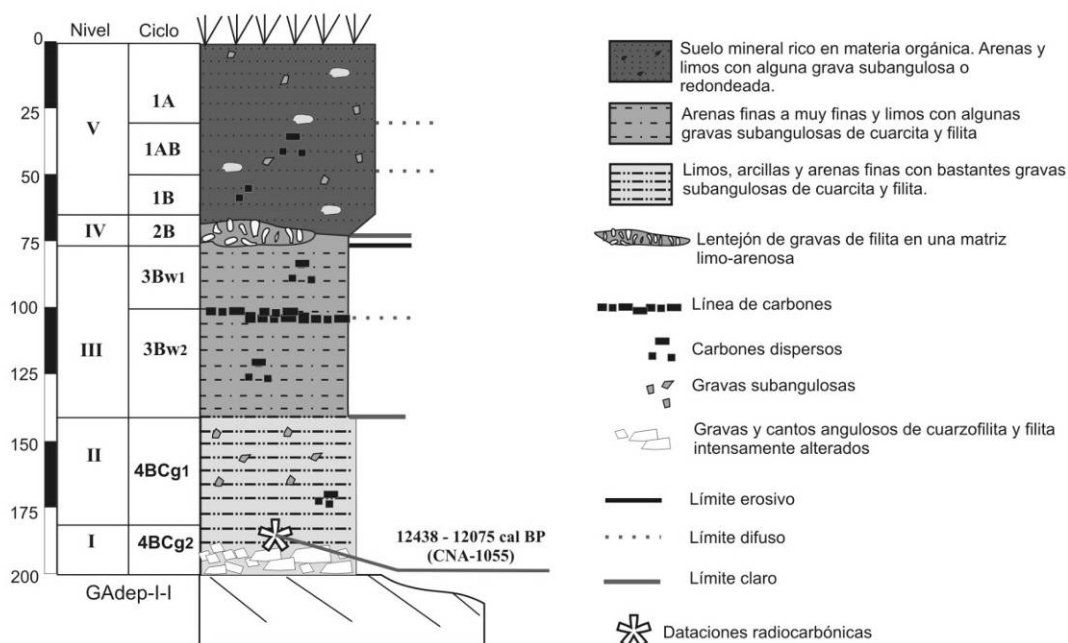 Nivel Ciclo
0
25
50
75
100
125
150
175
200
V
IV
III
II
I
1A
1AB
1B
2B
3Bw1
3Bw2
4BCg1
4BCg2
GAdep-I-I
12438 - 12075 cal BP
(CNA-1055)
Suelo mineral rico en materia orgánica. Arenas y
limos con alguna grava subangulosa o
redondeada.
Arenas finas a muy finas y limos con algunas
gravas subangulosas de cuarcita y filita
Limos, arcillas y arenas finas con bastantes gravas
subangulosas de cuarcita y filita.
Lentejón de gravas de filita en una matriz
limo-arenosa
Línea de carbones
Carbones dispersos
Gravas subangulosas
Gravas y cantos angulosos de cuarzofilita y filita
intensamente alterados
Límite erosivo
Límite difuso
Límite claro
Dataciones radiocarbónicas